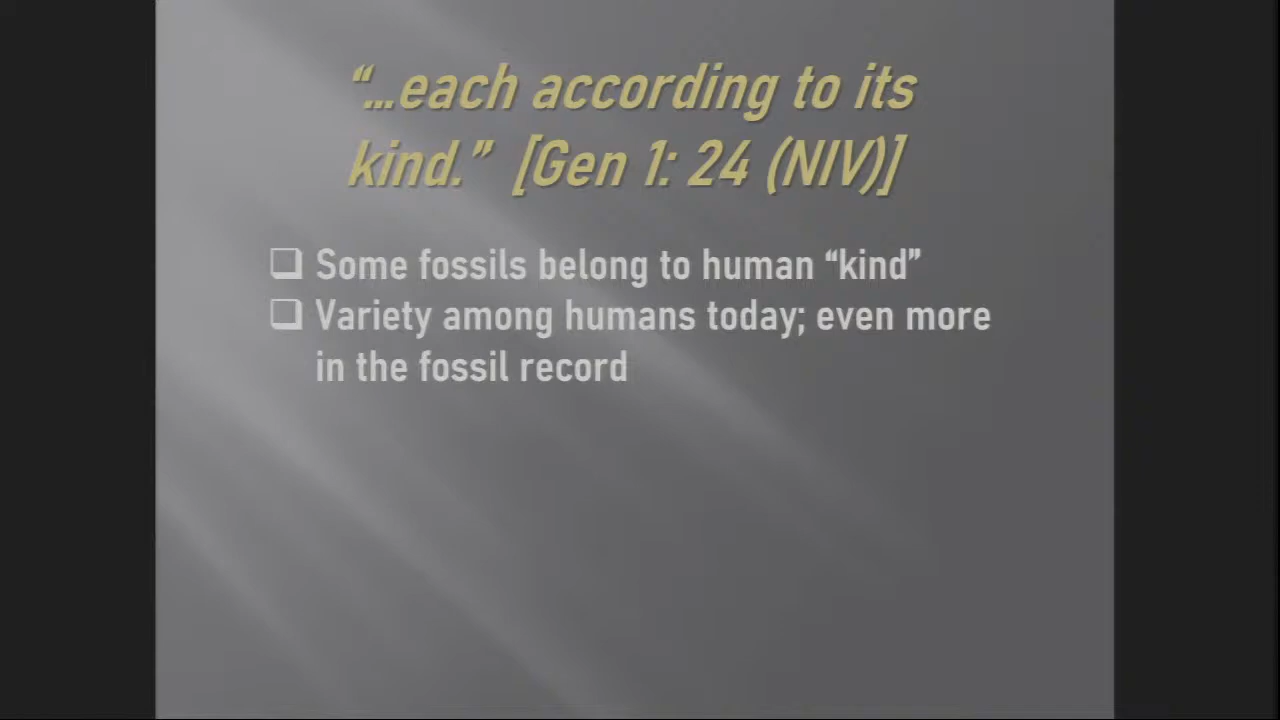 “...each according to its
kind.” [Gen 1: 24 (NIV)]
❑ Some fossils belong to human “kind”
❑ Variety among humans today; even more
in the fossil record